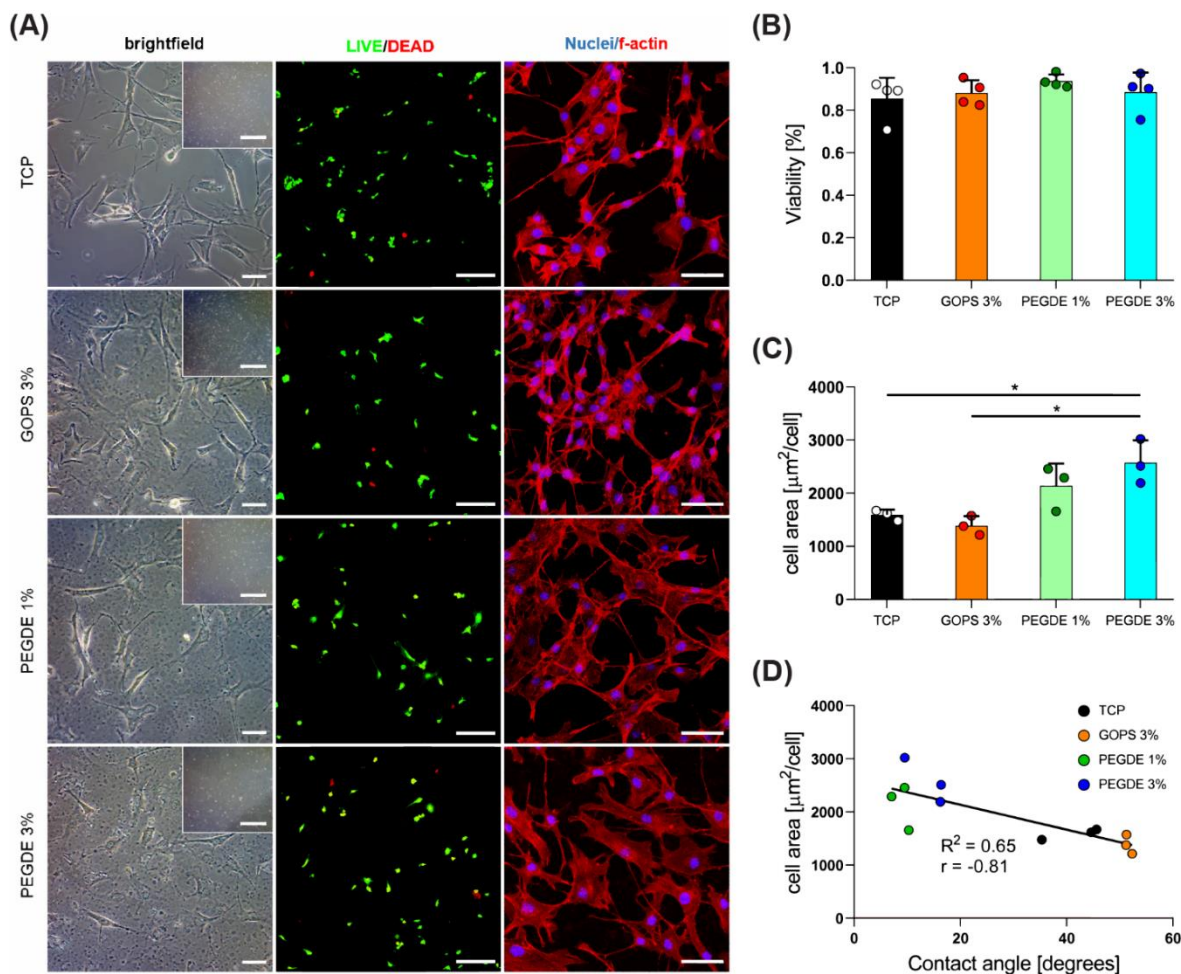 (A)
brightfield
LIVE/DEAD
Nuclei/f-actin
TCP
GOPS 3%
PEGDE 1%
PEGDE 3%
(B)
Viability [%]
1.0
0.8
0.6
0.4
0.2
0.0
TCP
GOPS 3%
PEGDE 1%
PEGDE 3%
(C)
cell area [μm²/cell]
4000
3000
2000
1000
0
*
*
TCP
GOPS 3%
PEGDE 1%
PEGDE 3%
(D)
cell area [μm²/cell]
4000
3000
2000
1000
0
TCP
GOPS 3%
PEGDE 1%
PEGDE 3%
R² = 0.65
r = -0.81
0
20
40
60
Contact angle [degrees]